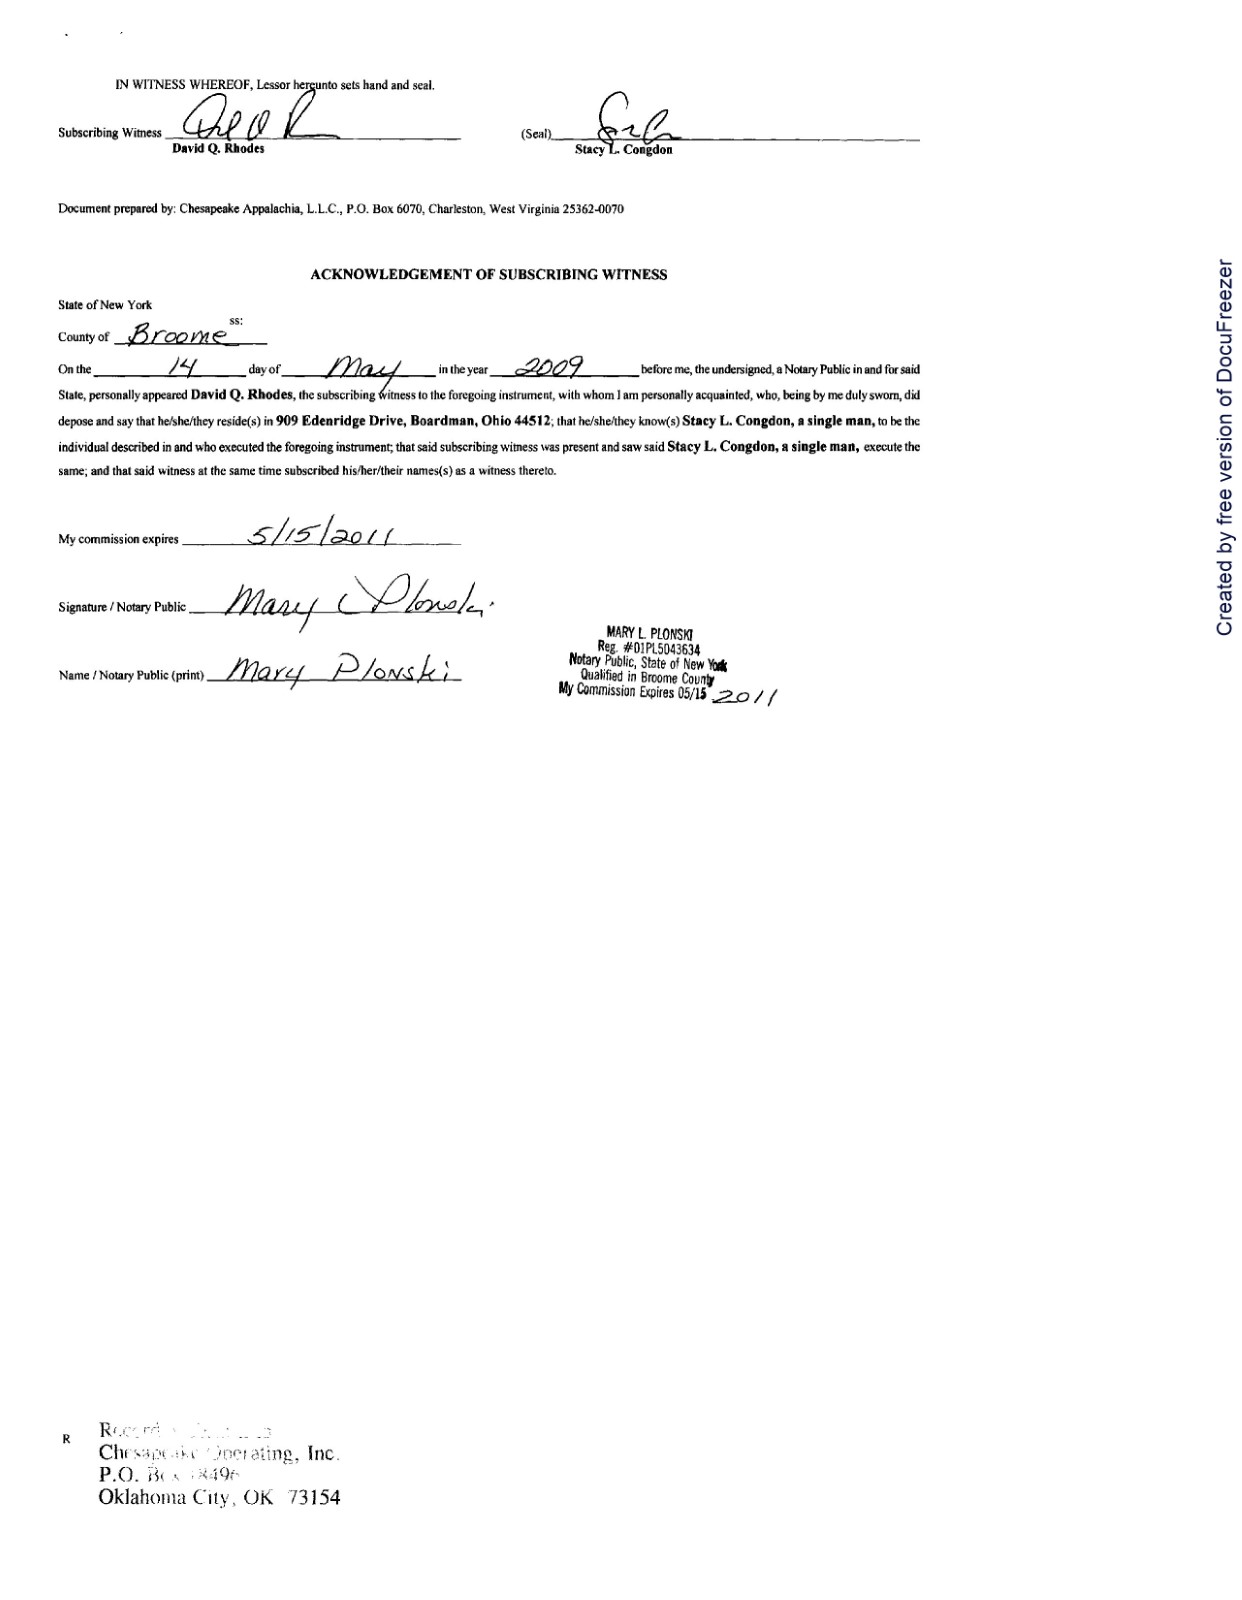 IN WITNESS WHEREOF, Lessor hereunto sets hand and seal.
Subscribing Witness
(Seal)
David Q. Rhodes
Stacy L. Congdon
Document prepared by: Chesapeake Appalachia, L.L.C., P.O. Box 6070, Charleston, West Virginia 25362-0070
ACKNOWLEDGEMENT OF SUBSCRIBING WITNESS
State of New York
ss:
County of Broome
On the 14 day of May in the year 2009 before me, the undersigned, a Notary Public in and for said
State, personally appeared David Q. Rhodes, the subscribing witness to the foregoing instrument, with whom I am personally acquainted, who, being by me duly sworn, did
depose and say that he/she/they reside(s) in 909 Edenridge Drive, Boardman, Ohio 44512; that he/she/they know(s) Stacy L. Congdon, a single man, to be the
individual described in and who executed the foregoing instrument; that said subscribing witness was present and saw said Stacy L. Congdon, a single man, execute the
same; and that said witness at the same time subscribed his/her/their names(s) as a witness thereto.
My commission expires 5/15/2011
Signature / Notary Public Mary L Plonski
Name / Notary Public (print) Mary Plonski
MARY L. PLONSKI
Reg. #01PL5043634
Notary Public, State of New York
Qualified in Broome County
My Commission Expires 05/15 2011
R
Chesapeake Operating, Inc.
P.O. Box 18496
Oklahoma City, OK 73154
Created by free version of DocuFreezer